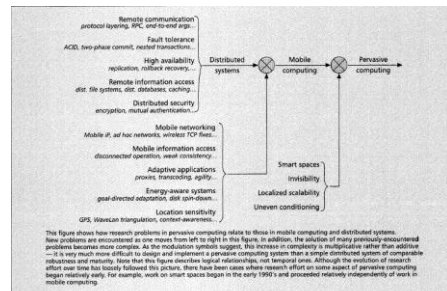 Remote communication
protocol layering, RPC, end-to-end args...
Fault tolerance
ACID, two-phase commit, nested transactions...
High availability
replication, rollback recovery, ...
Remote information access
dist. file systems, dist. databases, caching...
Distributed security
encryption, mutual authentication...
Distributed
systems
Mobile
computing
Pervasive
computing
Mobile networking
Mobile IP, ad hoc networks, wireless TCP fixes...
Mobile information access
disconnected operation, weak consistency...
Adaptive applications
proxies, transcoding, agility...
Energy-aware systems
goal-directed adaptation, disk spin-down...
Location sensitivity
GPS, WaveLan triangulation, context-awareness...
Smart spaces
Invisibility
Localized scalability
Uneven conditioning
This figure shows how research problems in pervasive computing relate to those in mobile computing and distributed systems.
New problems are encountered as one moves from left to right in this figure. In addition, the solution of many previously-encountered
problems becomes more complex. As the modulation symbols suggest, this increase in complexity is multiplicative rather than additive
— it is very much more difficult to design and implement a pervasive computing system than a simple distributed system of comparable
robustness and maturity. Note that this figure describes logical relationships, not temporal ones. Although the evolution of research
effort over time has loosely followed this picture, there have been cases where research effort on some aspect of pervasive computing
began relatively early. For example, work on smart spaces began in the early 1990's and proceeded relatively independently of work in
mobile computing.